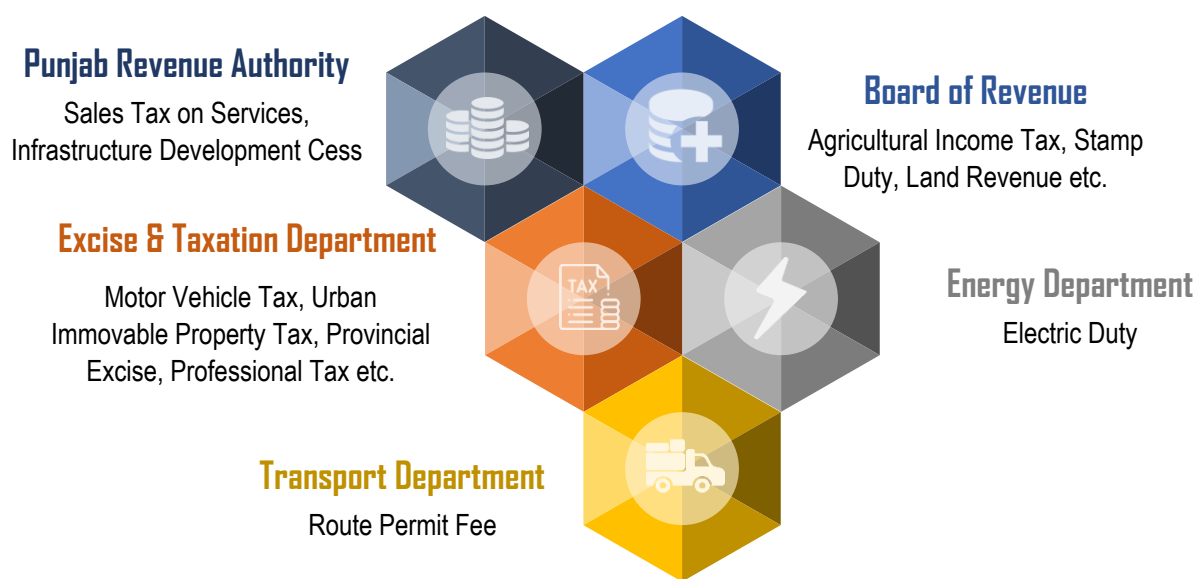 Punjab Revenue Authority
Sales Tax on Services,
Infrastructure Development Cess
Board of Revenue
Agricultural Income Tax, Stamp
Duty, Land Revenue etc.
Excise & Taxation Department
Motor Vehicle Tax, Urban
Immovable Property Tax, Provincial
Excise, Professional Tax etc.
TAX
Energy Department
Electric Duty
Transport Department
Route Permit Fee